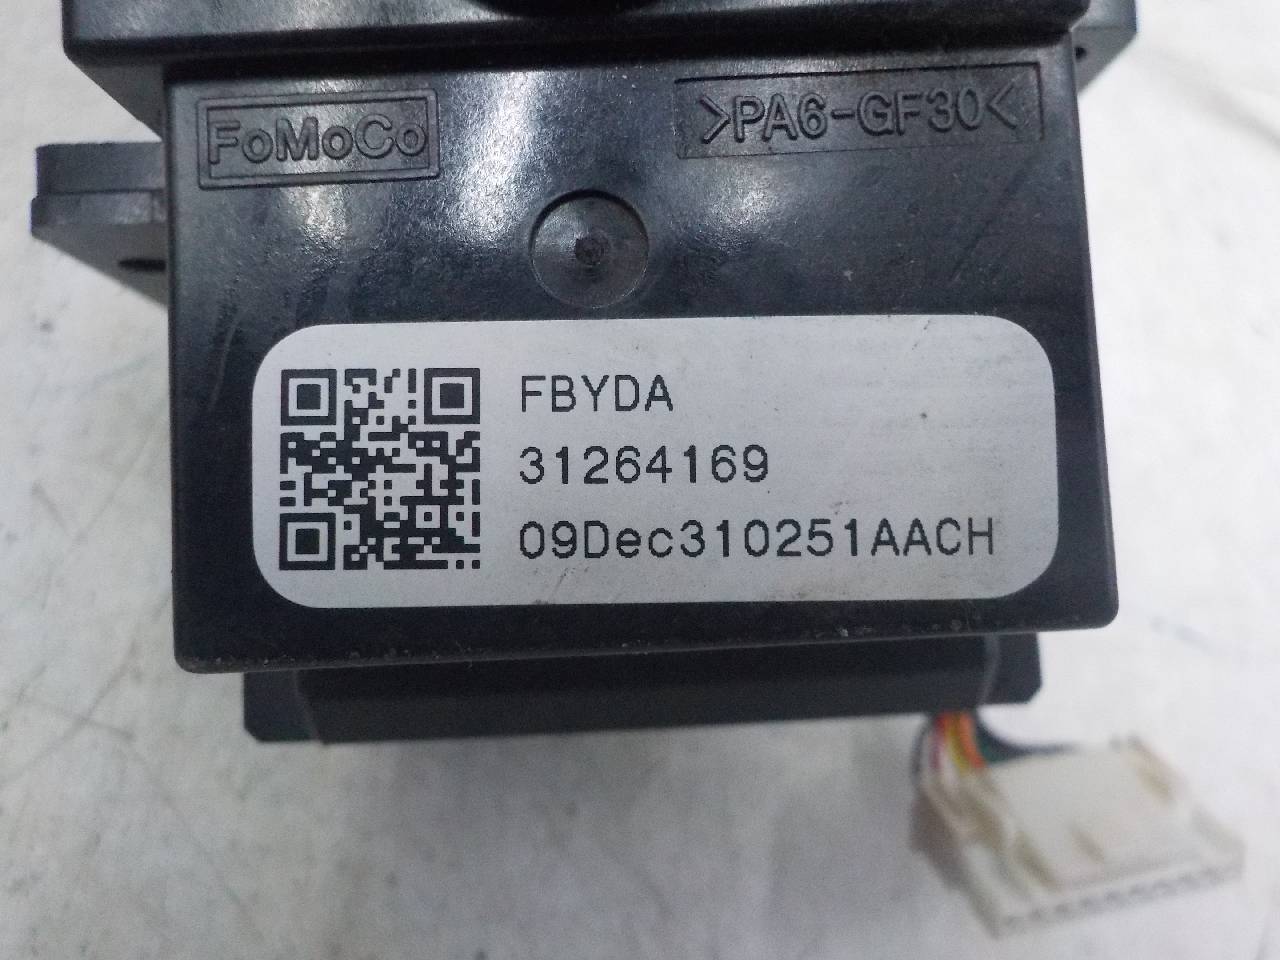 FoMoCo
>PA6-GF30<
FBYDA
31264169
09Dec310251AACH